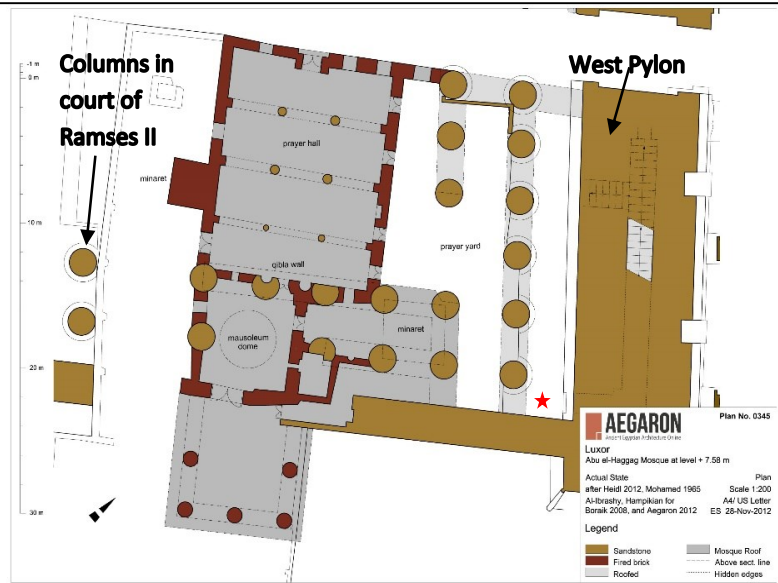 Columns in
court of
Ramses II
West Pylon
-1 m
0 m
10 m
20 m
30 m
prayer hall
minaret
prayer yard
qibla wall
mausoleum
dome
minaret
AEGARON
Ancient Egyptian Architecture Online
Plan No. 0345
Luxor
Abu el-Haggag Mosque at level + 7.58 m
Actual State
Plan
after Heidl 2012, Mohamed 1965
Scale 1:200
Al-Ibrashy, Hampikian for
A4/ US Letter
Boraik 2008, and Aegaron 2012
ES 28-Nov-2012
Legend
Sandstone
Mosque Roof
Fired brick
Above sect. line
Roofed
Hidden edges